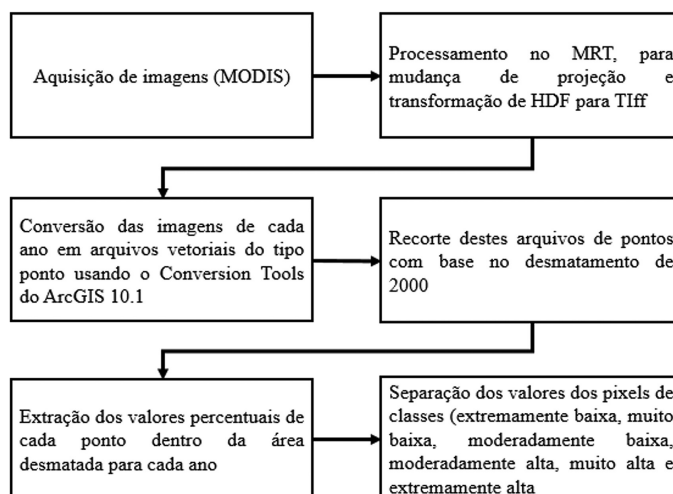 Aquisição de imagens (MODIS)
Processamento no MRT, para
mudança de projeção e
transformação de HDF para TIff
Conversão das imagens de cada
ano em arquivos vetoriais do tipo
ponto usando o Conversion Tools
do ArcGIS 10.1
Recorte destes arquivos de pontos
com base no desmatamento de
2000
Extração dos valores percentuais de
cada ponto dentro da área
desmatada para cada ano
Separação dos valores dos pixels de
classes (extremamente baixa, muito
baixa, moderadamente baixa,
moderadamente alta, muito alta e
extremamente alta